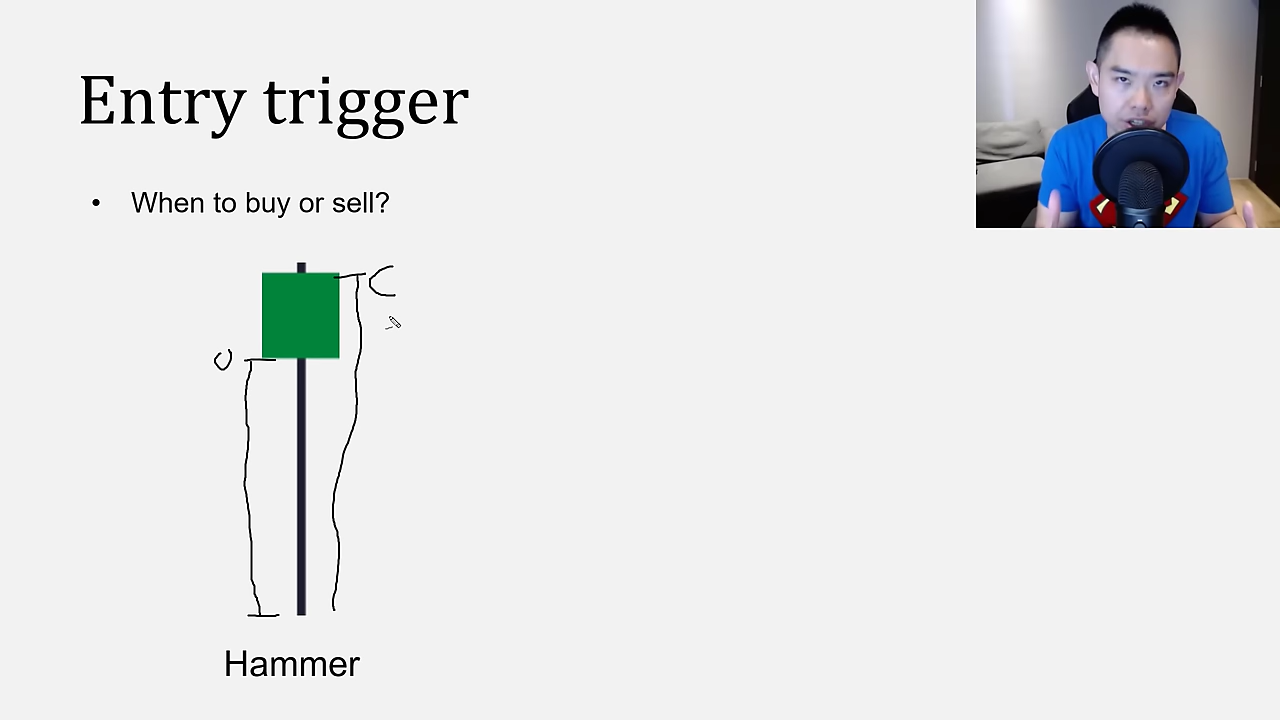 Entry trigger
• When to buy or sell?
C
O
Hammer